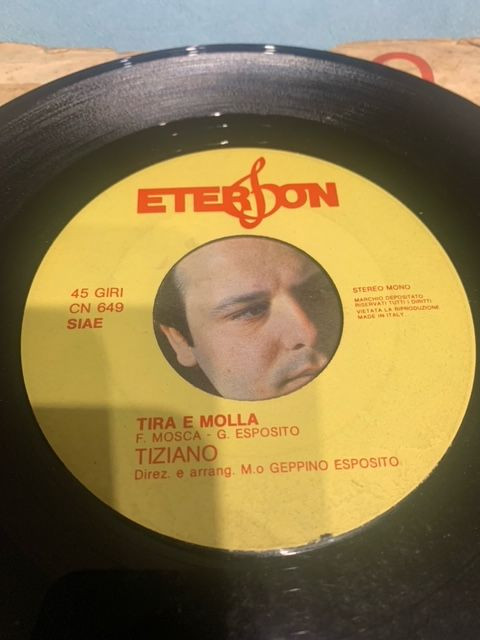 ETERSON
45 GIRI
CN 649
SIAE
STEREO MONO
MARCHIO DEPOSITATO
RISERVATI TUTTI I DIRITTI
VIETATA LA RIPRODUZIONE
MADE IN ITALY
TIRA E MOLLA
F. MOSCA - G. ESPOSITO
TIZIANO
Direz. e arrang. M.o GEPPINO ESPOSITO